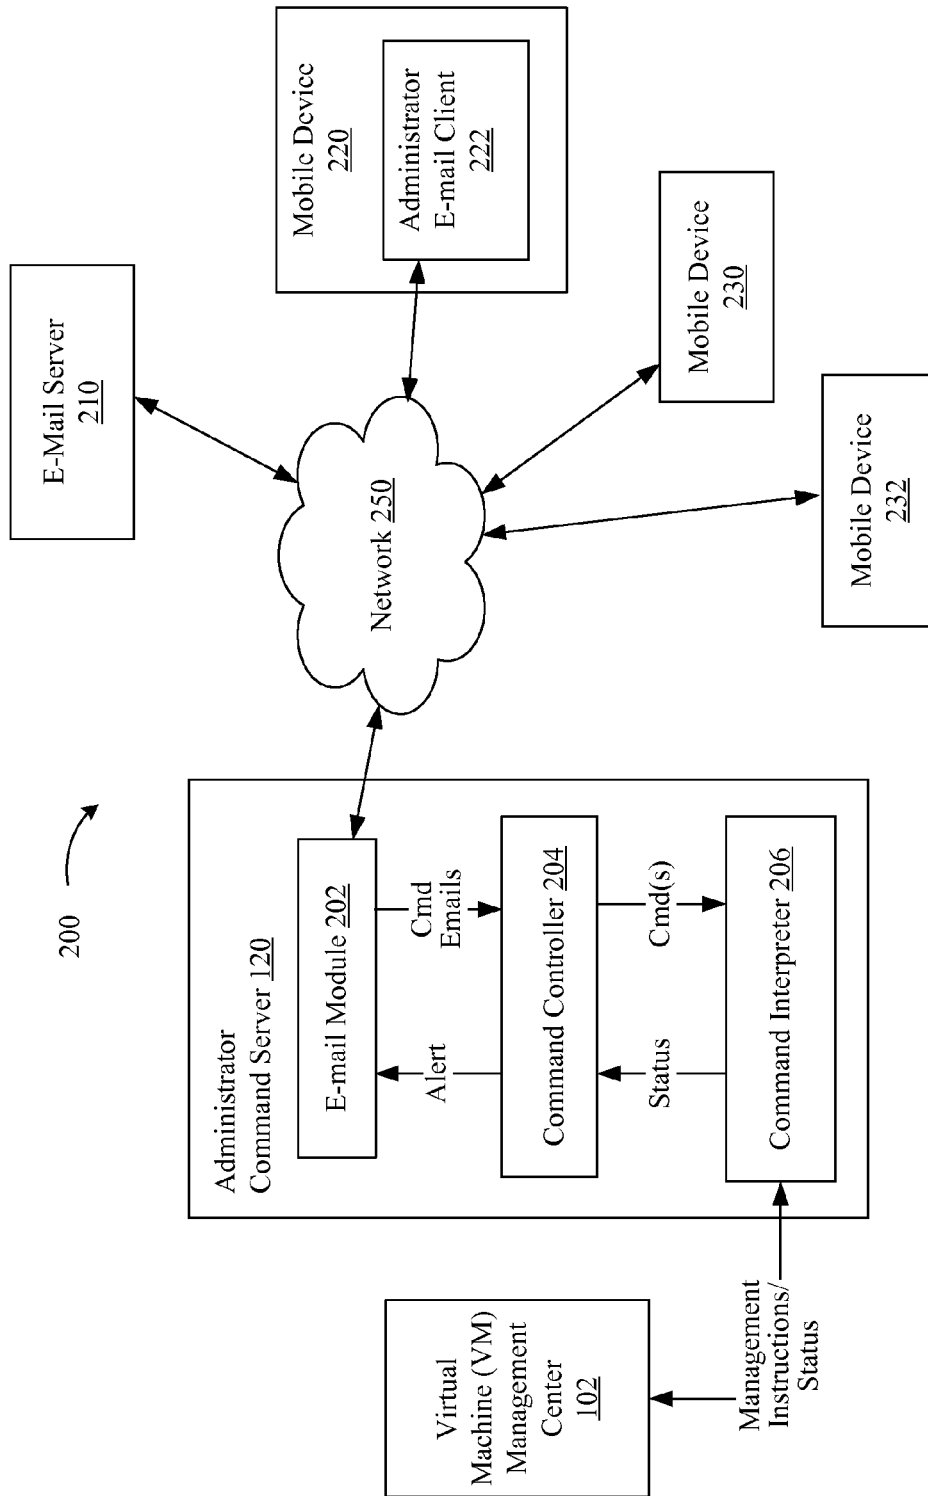 200
Virtual
Machine (VM)
Management
Center
102
Management
Instructions/
Status
Administrator
Command Server 120
E-mail Module 202
Alert
Cmd
Emails
Command Controller 204
Status
Cmd(s)
Command Interpreter 206
Network 250
E-Mail Server
210
Mobile Device
220
Administrator
E-mail Client
222
Mobile Device
230
Mobile Device
232